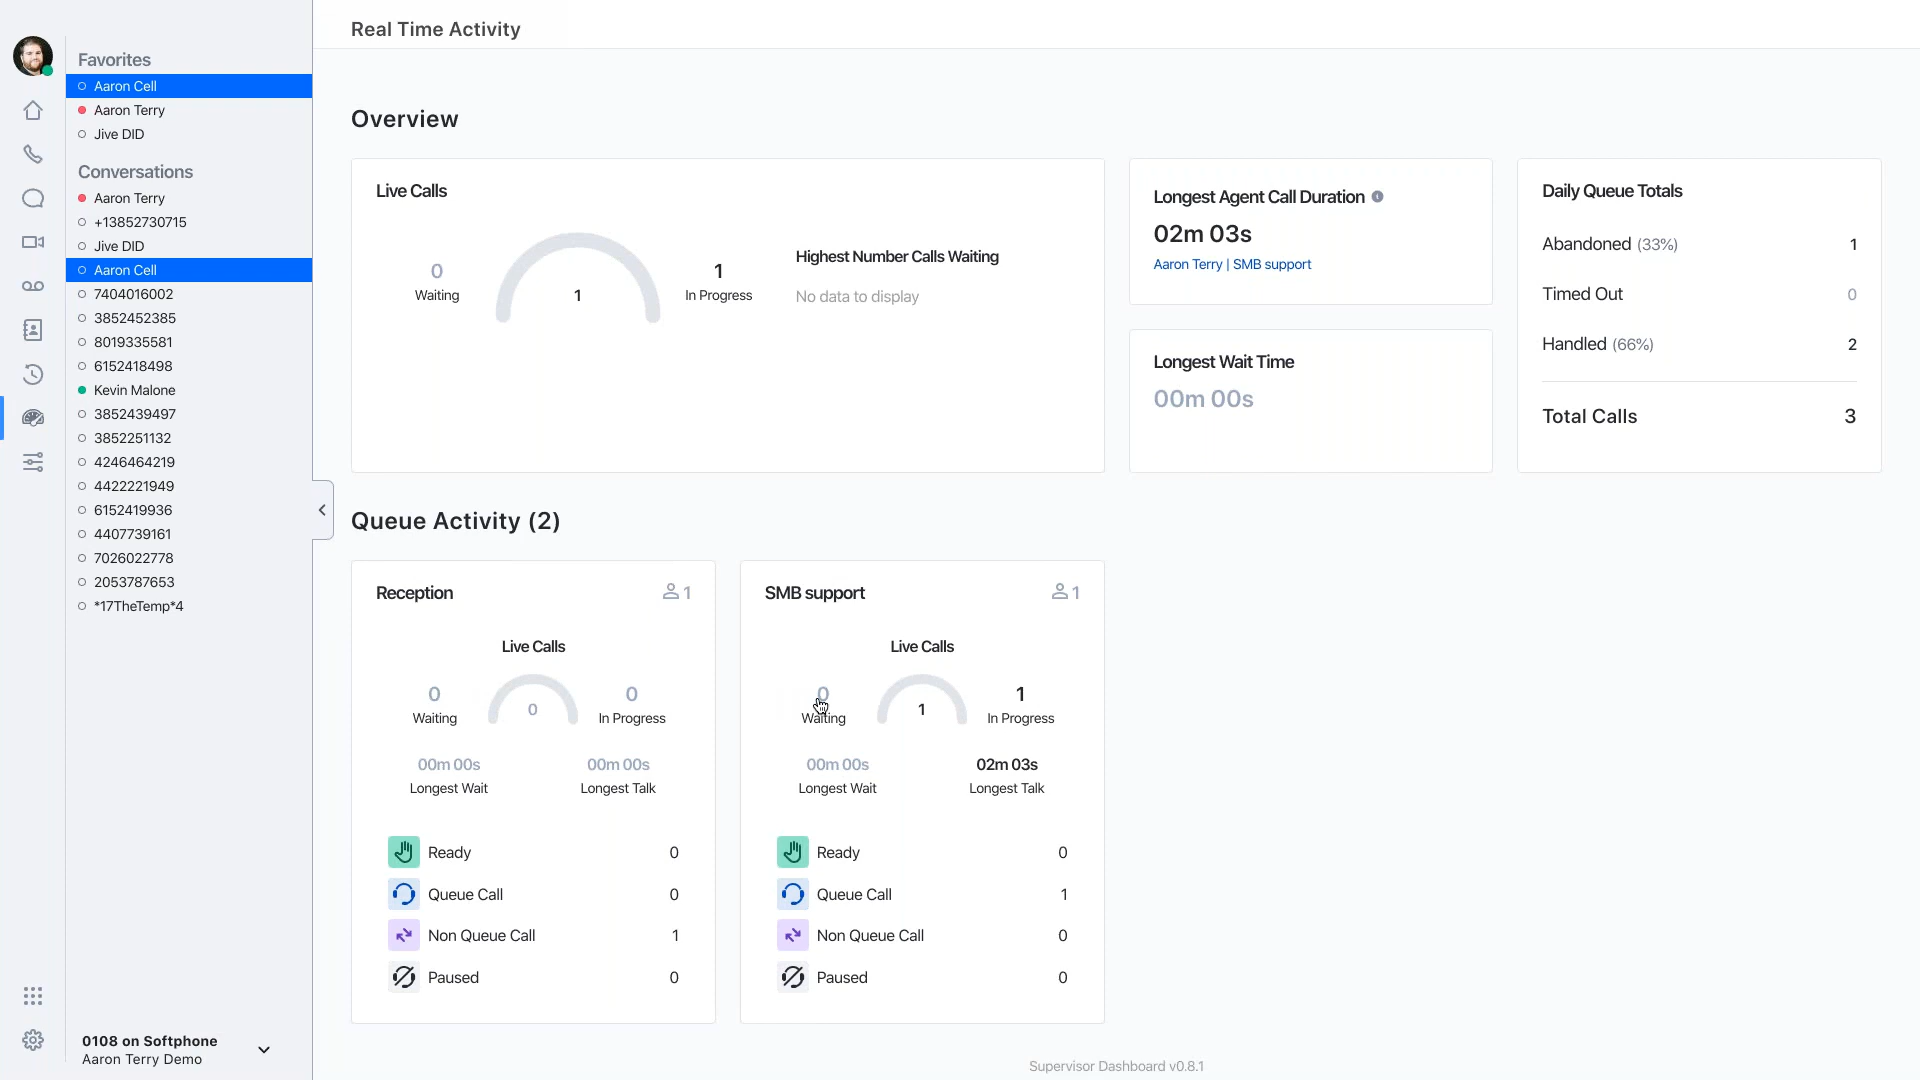 Real Time Activity
Favorites
Aaron Cell
Aaron Terry
Jive DID
Conversations
Aaron Terry
+13852730715
Jive DID
Aaron Cell
7404016002
3852452385
8019335581
6152418498
Kevin Malone
3852439497
3852251132
4246464219
4422221949
6152419936
4407739161
7026022778
2053787653
*17TheTemp*4
0108 on Softphone
Aaron Terry Demo
Overview
Live Calls
0
Waiting
1
1
In Progress
Highest Number Calls Waiting
No data to display
Longest Agent Call Duration
02m 03s
Aaron Terry | SMB support
Longest Wait Time
00m 00s
Daily Queue Totals
Abandoned (33%) 1
Timed Out 0
Handled (66%) 2
Total Calls 3
Queue Activity (2)
Reception 1
Live Calls
0
Waiting
0
0
In Progress
00m 00s
Longest Wait
00m 00s
Longest Talk
Ready 0
Queue Call 0
Non Queue Call 1
Paused 0
SMB support 1
Live Calls
0
Waiting
1
1
In Progress
00m 00s
Longest Wait
02m 03s
Longest Talk
Ready 0
Queue Call 1
Non Queue Call 0
Paused 0
Supervisor Dashboard v0.8.1